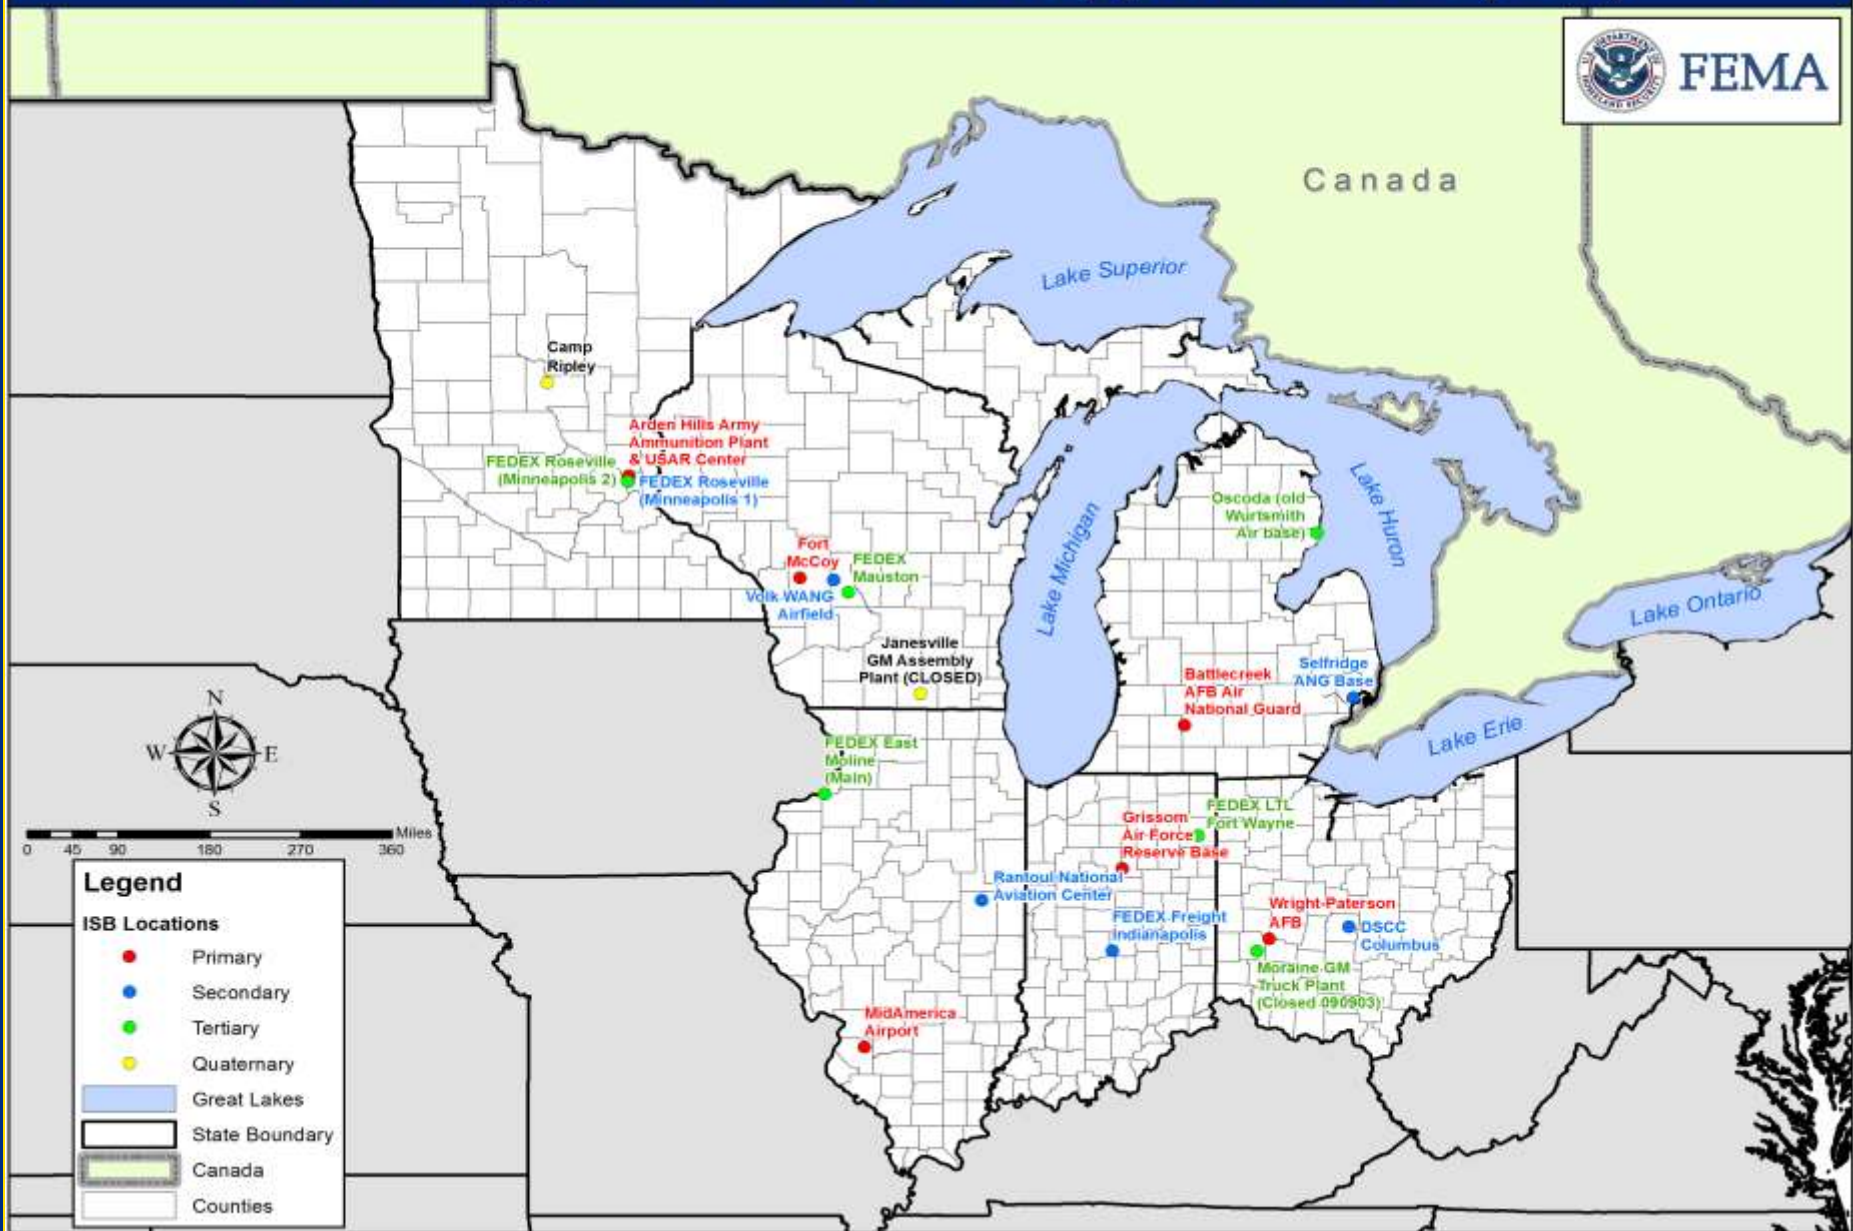 U.S. DEPARTMENT OF
HOMELAND SECURITY
FEMA
Canada
Lake Superior
Camp
Ripley
Arden Hills Army
Ammunition Plant
& USAR Center
FEDEX Roseville
(Minneapolis 2)
FEDEX Roseville
(Minneapolis 1)
Lake Huron
Oscoda (old
Wurtsmith
Air base)
Lake Michigan
Fort
McCoy
FEDEX
Mauston
Volk WANG
Airfield
Lake Ontario
Janesville
GM Assembly
Plant (CLOSED)
Battlecreek
AFB Air
National Guard
Selfridge
ANG Base
Lake Erie
N
W
E
S
FEDEX East
Moline
(Main)
FEDEX LTL
Fort Wayne
Grissom
Air Force
Reserve Base
Miles
0 45 90 180 270 360
Rantoul National
Aviation Center
FEDEX Freight
Indianapolis
Wright-Paterson
AFB
DSCC
Columbus
Moraine GM
Truck Plant
(Closed 090903)
MidAmerica
Airport
Legend
ISB Locations
Primary
Secondary
Tertiary
Quaternary
Great Lakes
State Boundary
Canada
Counties